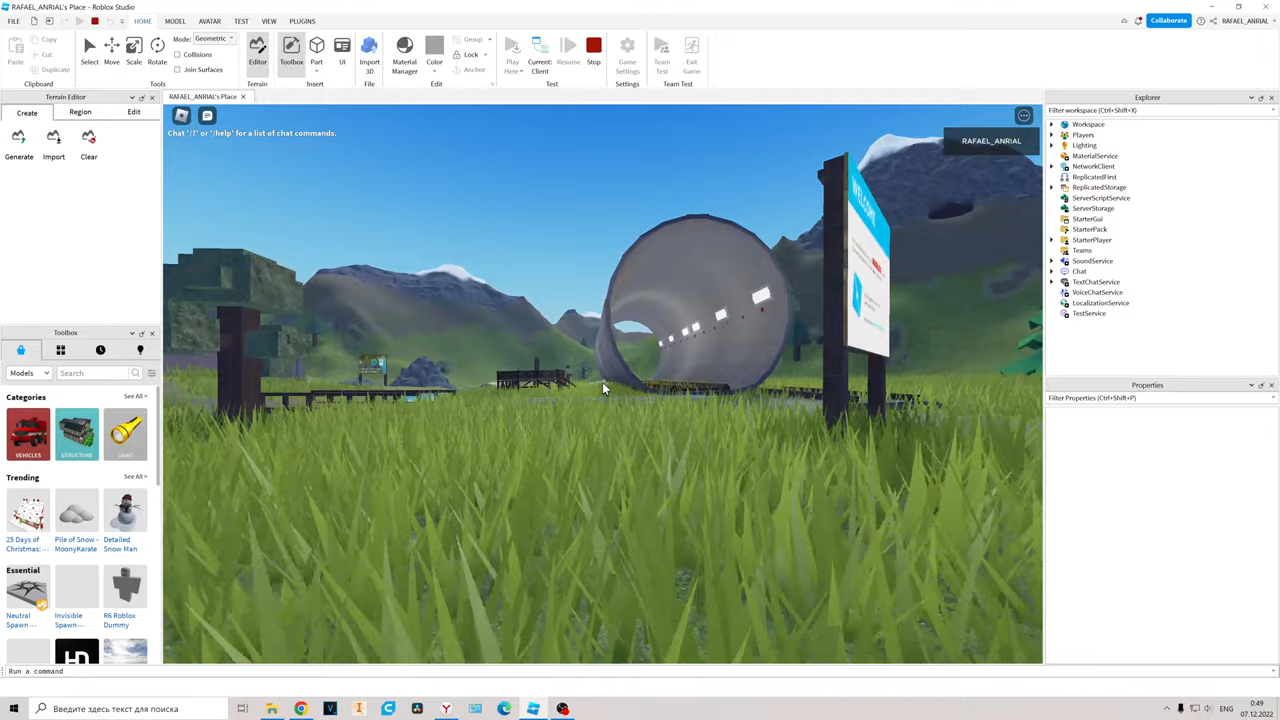 RAFAEL_ANRIAL's Place - Roblox Studio
FILE
HOME
MODEL
AVATAR
TEST
VIEW
PLUGINS
Collaborate
RAFAEL_ANRIAL
Paste
Copy
Cut
Duplicate
Clipboard
Select
Move
Scale
Rotate
Mode: Geometric
Collisions
Join Surfaces
Tools
Editor
Terrain
Toolbox
Part
UI
Insert
Import
3D
File
Material
Manager
Color
Group
Lock
Anchor
Edit
Play
Here
Current:
Client
Resume
Stop
Test
Game
Settings
Settings
Team
Test
Exit
Game
Team Test
Terrain Editor
Create
Region
Edit
Generate
Import
Clear
RAFAEL_ANRIAL's Place
Chat '/?' or '/help' for a list of chat commands.
RAFAEL_ANRIAL
WELCOME
Toolbox
Models
Search
Categories
See All >
VEHICLES
STRUCTURE
LIGHT
Trending
See All >
25 Days of
Christmas: ...
Pile of Snow -
MoonyKarate
Detailed
Snow Man
Essential
Neutral
Spawn ...
Invisible
Spawn ...
R6 Roblox
Dummy
HD
Explorer
Filter workspace (Ctrl+Shift+X)
Workspace
Players
Lighting
MaterialService
NetworkClient
ReplicatedFirst
ReplicatedStorage
ServerScriptService
ServerStorage
StarterGui
StarterPack
StarterPlayer
Teams
SoundService
Chat
TextChatService
VoiceChatService
LocalizationService
TestService
Properties
Filter Properties (Ctrl+Shift+P)
Run a command
Введите здесь текст для поиска
ENG
0:49
07.12.2022